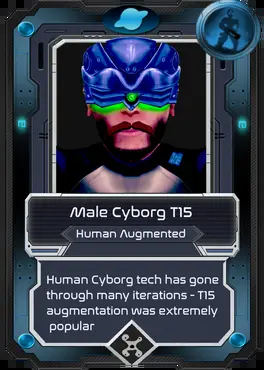 Male Cyborg T15
Human Augmented
Human Cyborg tech has gone
through many iterations - T15
augmentation was extremely
popular